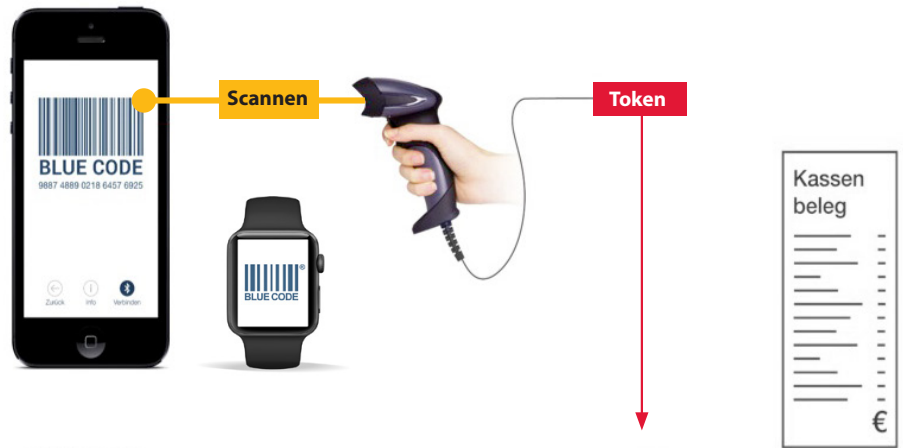 Scannen
Token
BLUE CODE
9887 4889 0218 6457 6925
Zurück
Info
Verbinden
BLUE CODE®
Kassen
beleg
€